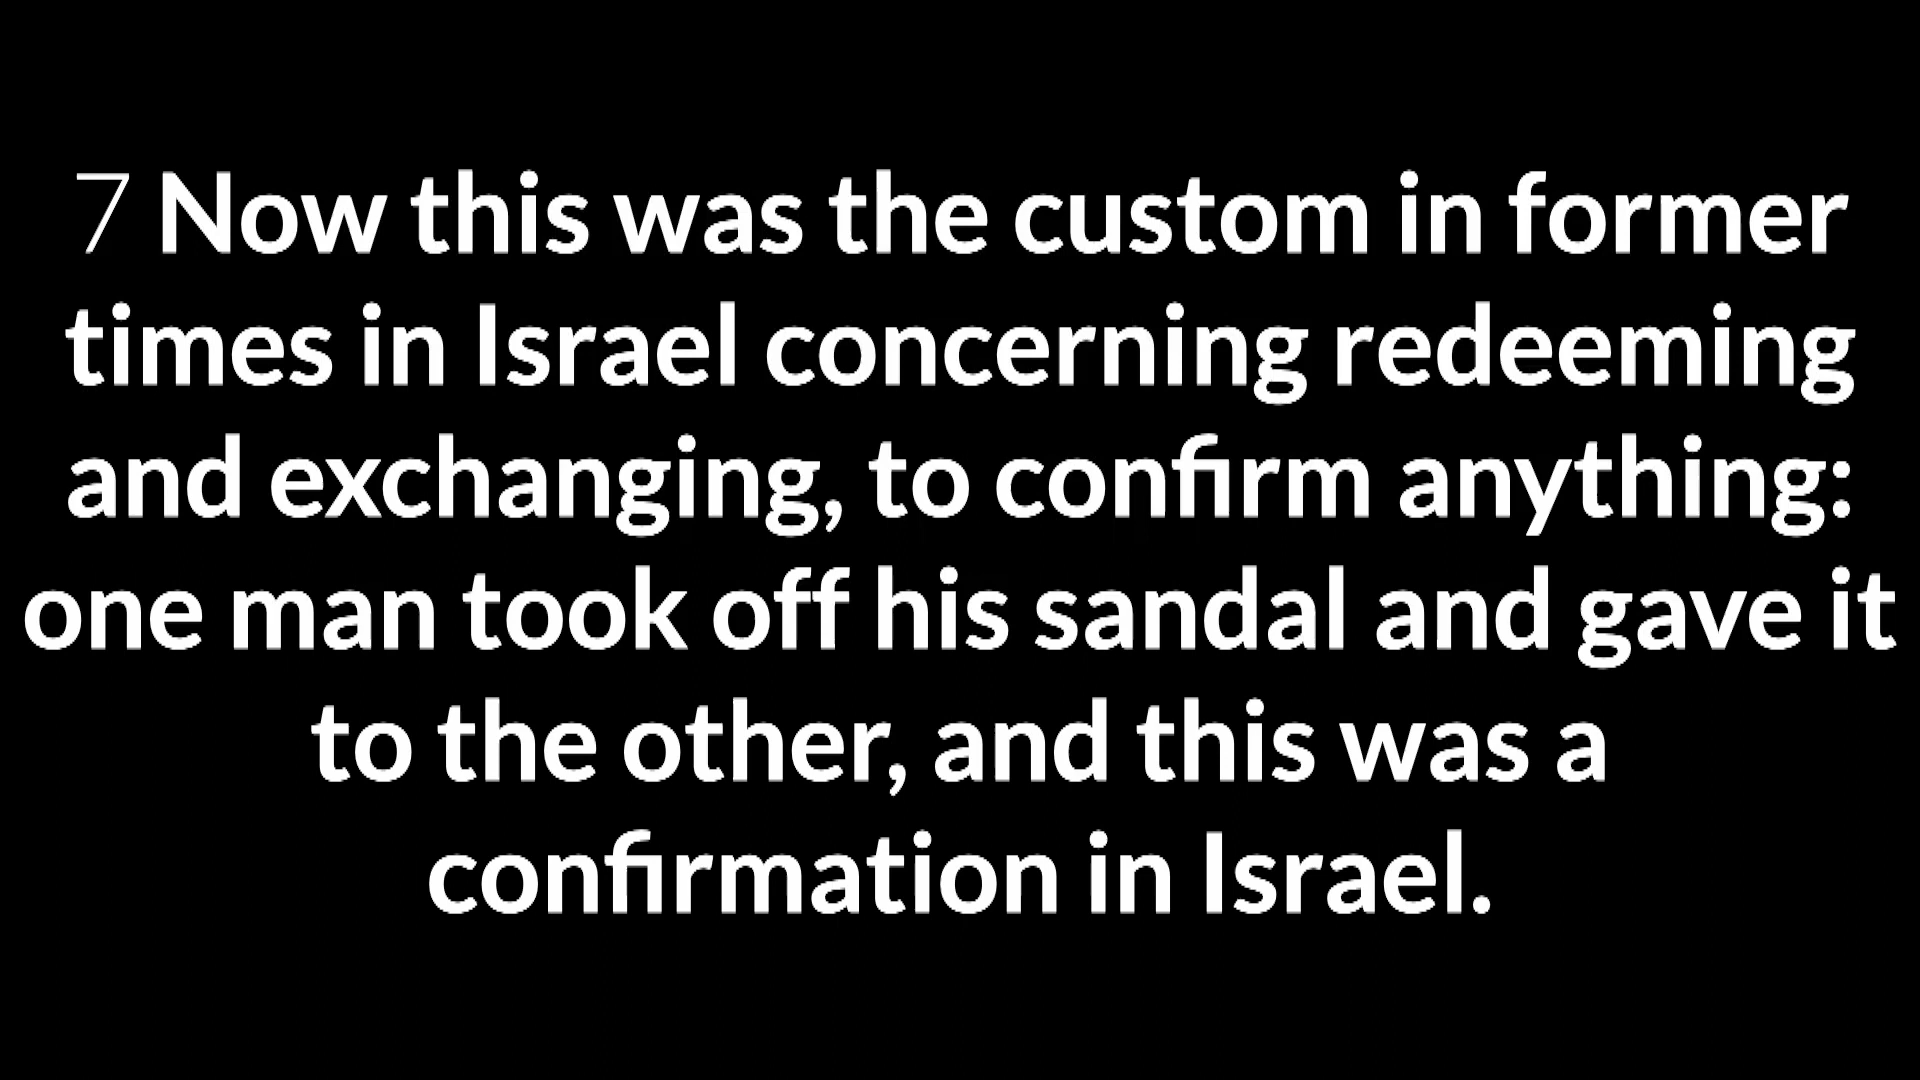 7 Now this was the custom in former
times in Israel concerning redeeming
and exchanging, to confirm anything:
one man took off his sandal and gave it
to the other, and this was a
confirmation in Israel.